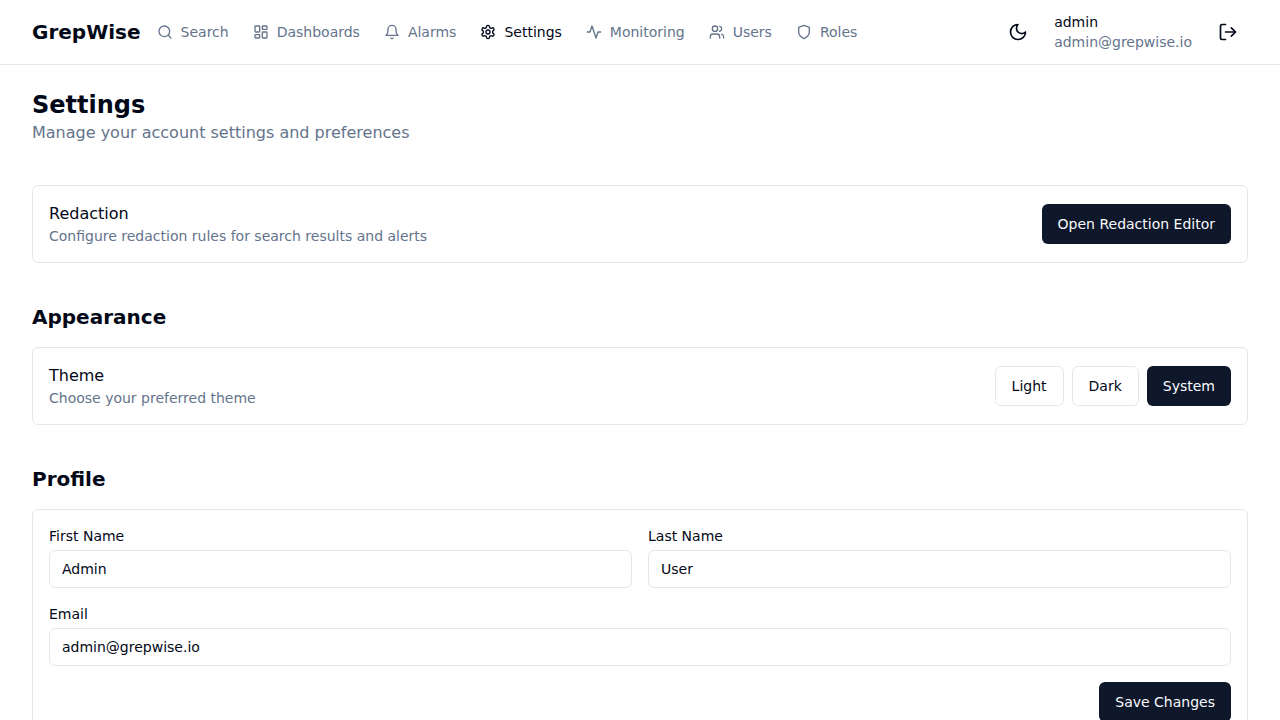 GrepWise Search Dashboards Alarms Settings Monitoring Users Roles admin
admin@grepwise.io
Settings
Manage your account settings and preferences
Redaction
Configure redaction rules for search results and alerts
Open Redaction Editor
Appearance
Theme
Choose your preferred theme
Light Dark System
Profile
First Name Last Name
Admin User
Email
admin@grepwise.io
Save Changes